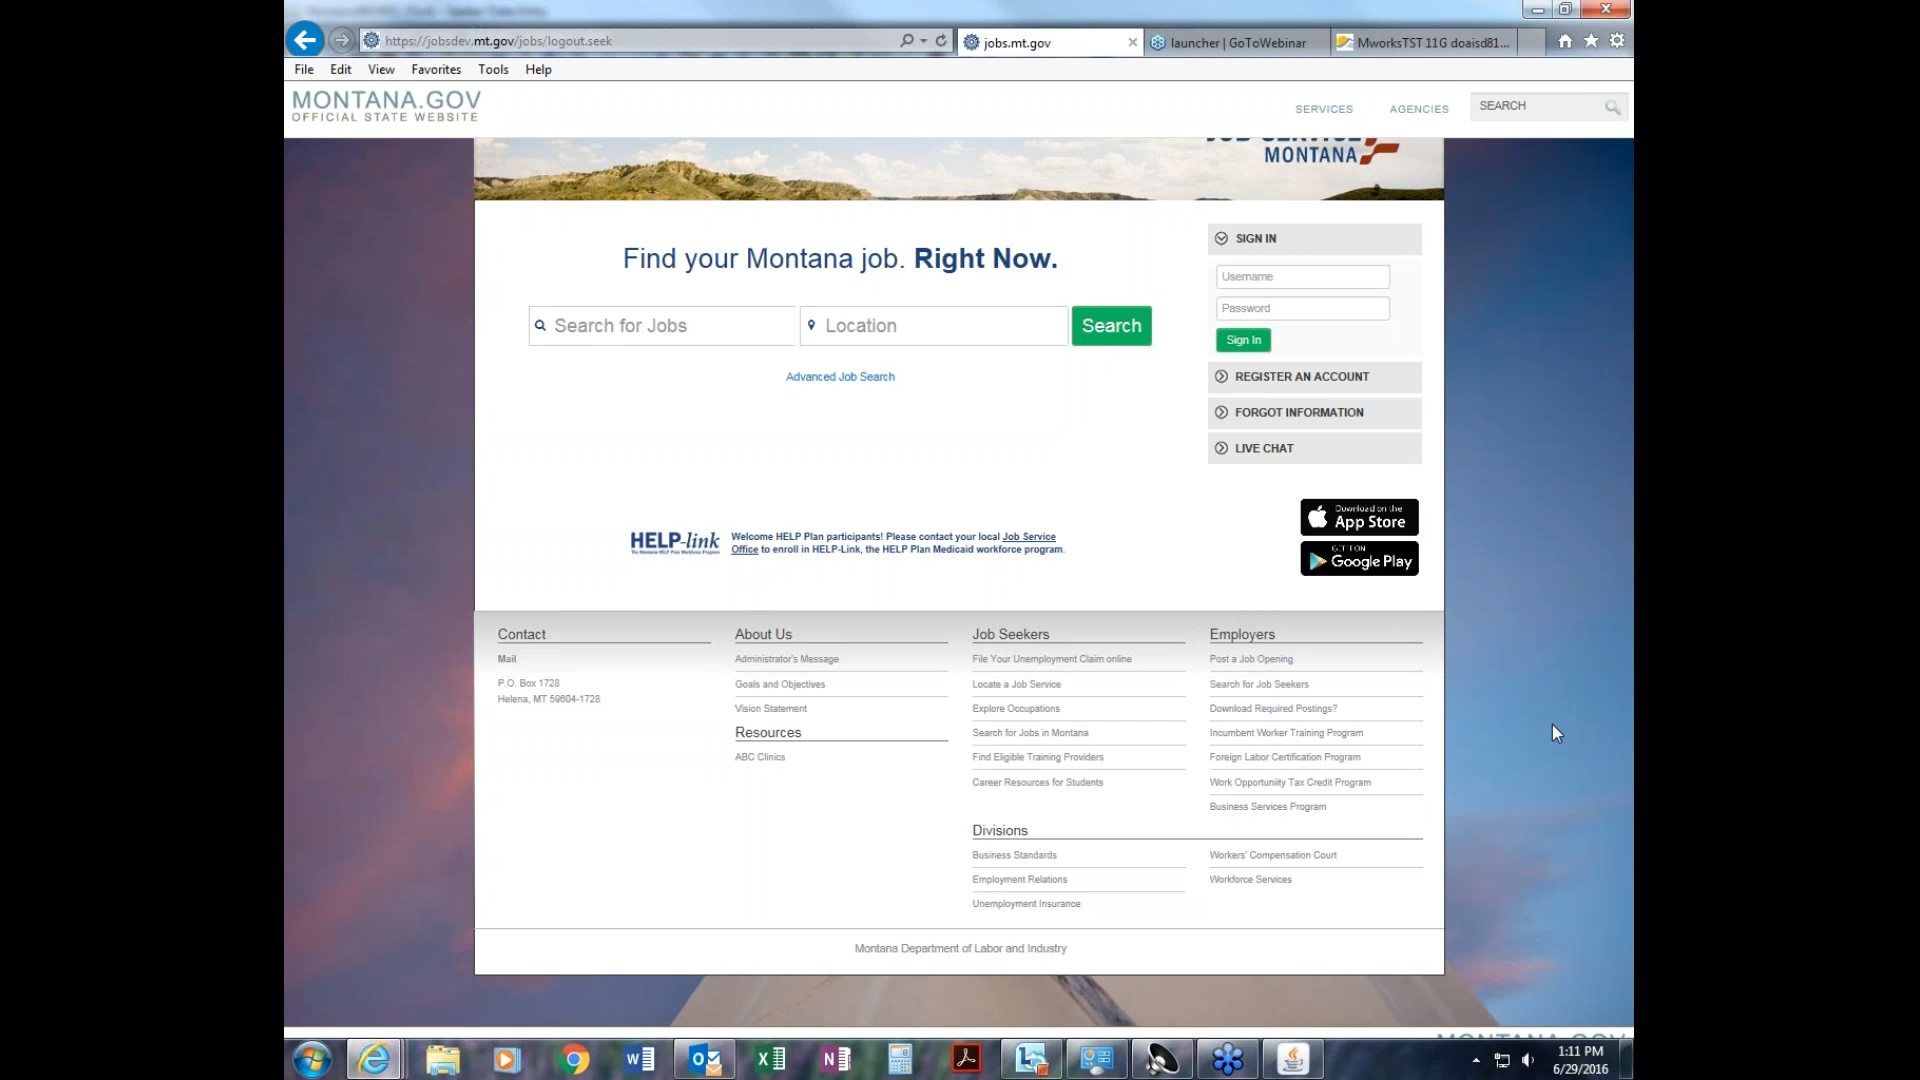 https://jobsdev.mt.gov/jobs/logout.seek
jobs.mt.gov
launcher | GoToWebinar
MworksTST 11G doaisd81...
File Edit View Favorites Tools Help
MONTANA.GOV
OFFICIAL STATE WEBSITE
SERVICES
AGENCIES
SEARCH
MONTANA
Find your Montana job. Right Now.
Search for Jobs
Location
Search
Advanced Job Search
SIGN IN
Username
Password
Sign In
REGISTER AN ACCOUNT
FORGOT INFORMATION
LIVE CHAT
Download on the
App Store
GET IT ON
Google Play
HELP-link
Welcome HELP Plan participants! Please contact your local Job Service
Office to enroll in HELP-Link, the HELP Plan Medicaid workforce program.
Contact
Mail
P.O. Box 1728
Helena, MT 59604-1728
About Us
Administrator's Message
Goals and Objectives
Vision Statement
Resources
ABC Clinics
Job Seekers
File Your Unemployment Claim online
Locate a Job Service
Explore Occupations
Search for Jobs in Montana
Find Eligible Training Providers
Career Resources for Students
Employers
Post a Job Opening
Search for Job Seekers
Download Required Postings?
Incumbent Worker Training Program
Foreign Labor Certification Program
Work Opportuniity Tax Credit Program
Business Services Program
Divisions
Business Standards
Employment Relations
Unemployment Insurance
Workers' Compensation Court
Workforce Services
Montana Department of Labor and Industry
1:11 PM
6/29/2016